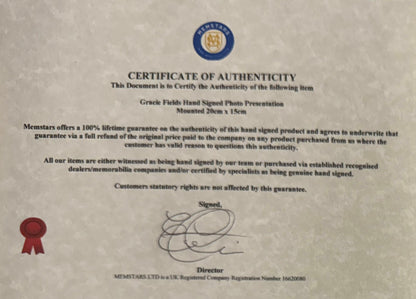 MEMSTARS
CERTIFICATE OF AUTHENTICITY
This Document is to Certify the Authenticity of the following item
Gracie Fields Hand Signed Photo Presentation
Mounted 20cm x 15cm
Memstars offers a 100% lifetime guarantee on the authenticity of this hand signed product and agrees to underwrite that
guarantee via a full refund of the original price paid to the company on any product purchased from us where the
customer has valid reason to questions this authenticity.
All our items are either witnessed as being hand signed by our team or purchased via established recognised
dealers/memorabilia companies and/or certified by specialists as being genuine hand signed.
Customers statutory rights are not affected by this guarantee.
Signed,
Director
MEMSTARS LTD is a UK Registered Company Registration Number 16620080